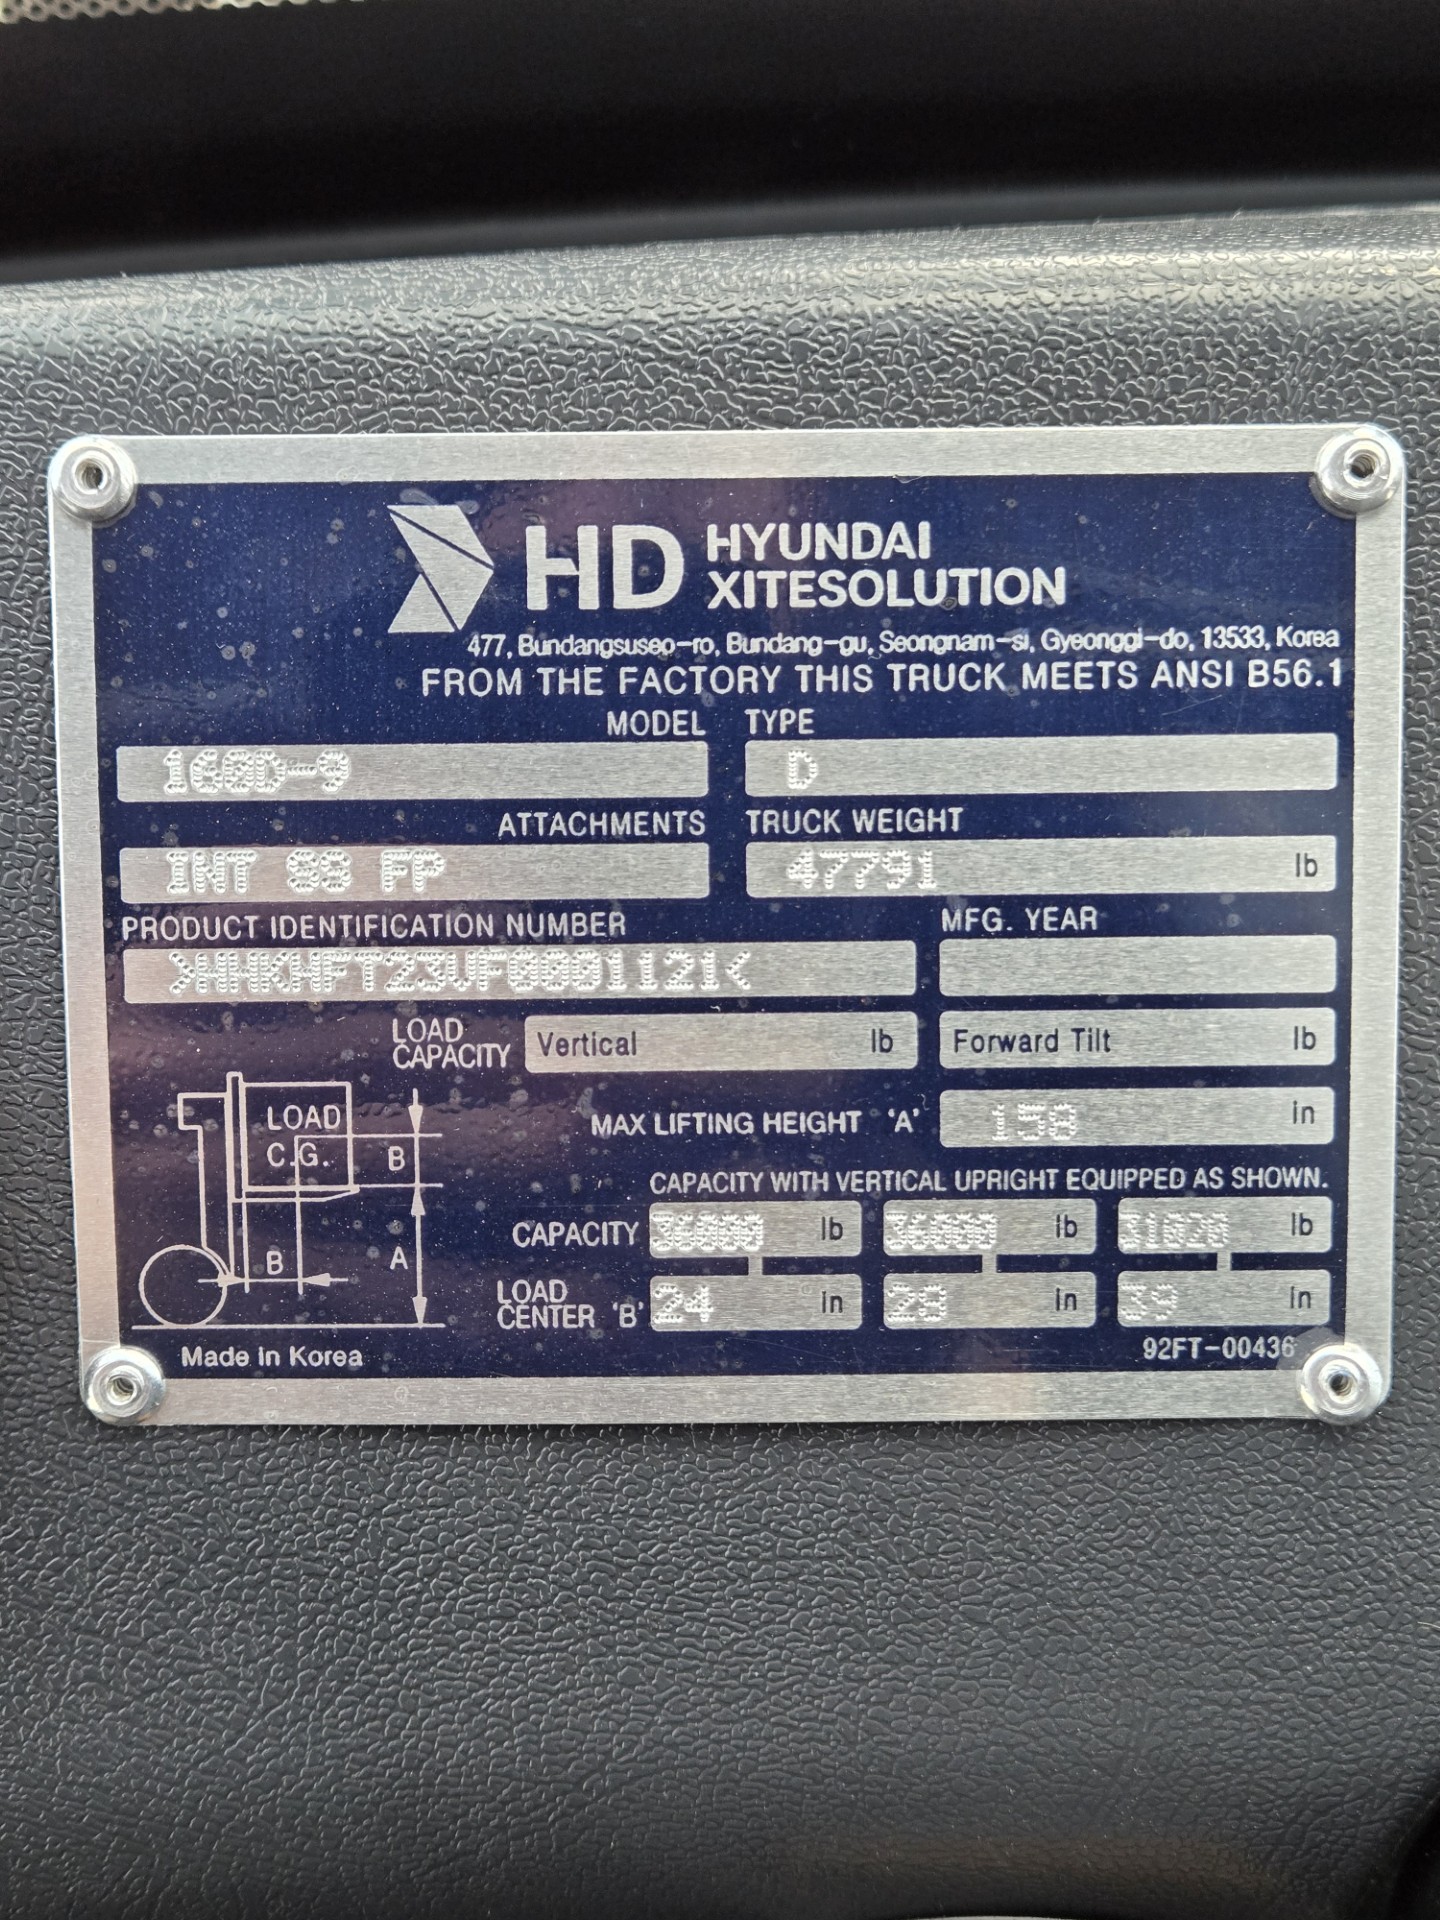 HD HYUNDAI
XITESOLUTION
477, Bundangsuseo-ro, Bundang-gu, Seongnam-si, Gyeonggi-do, 13533, Korea
FROM THE FACTORY THIS TRUCK MEETS ANSI B56.1
MODEL TYPE
160D-9 D
ATTACHMENTS TRUCK WEIGHT
INT SS FP 47791 lb
PRODUCT IDENTIFICATION NUMBER MFG. YEAR
>HHKHFT23VF0001121<
LOAD CAPACITY Vertical lb Forward Tilt lb
LOAD
C.G.
B
MAX LIFTING HEIGHT 'A' 158 in
CAPACITY WITH VERTICAL UPRIGHT EQUIPPED AS SHOWN.
CAPACITY 36000 lb 36000 lb 31020 lb
B A
LOAD CENTER 'B' 24 in in 39 in
Made in Korea 92FT-00436